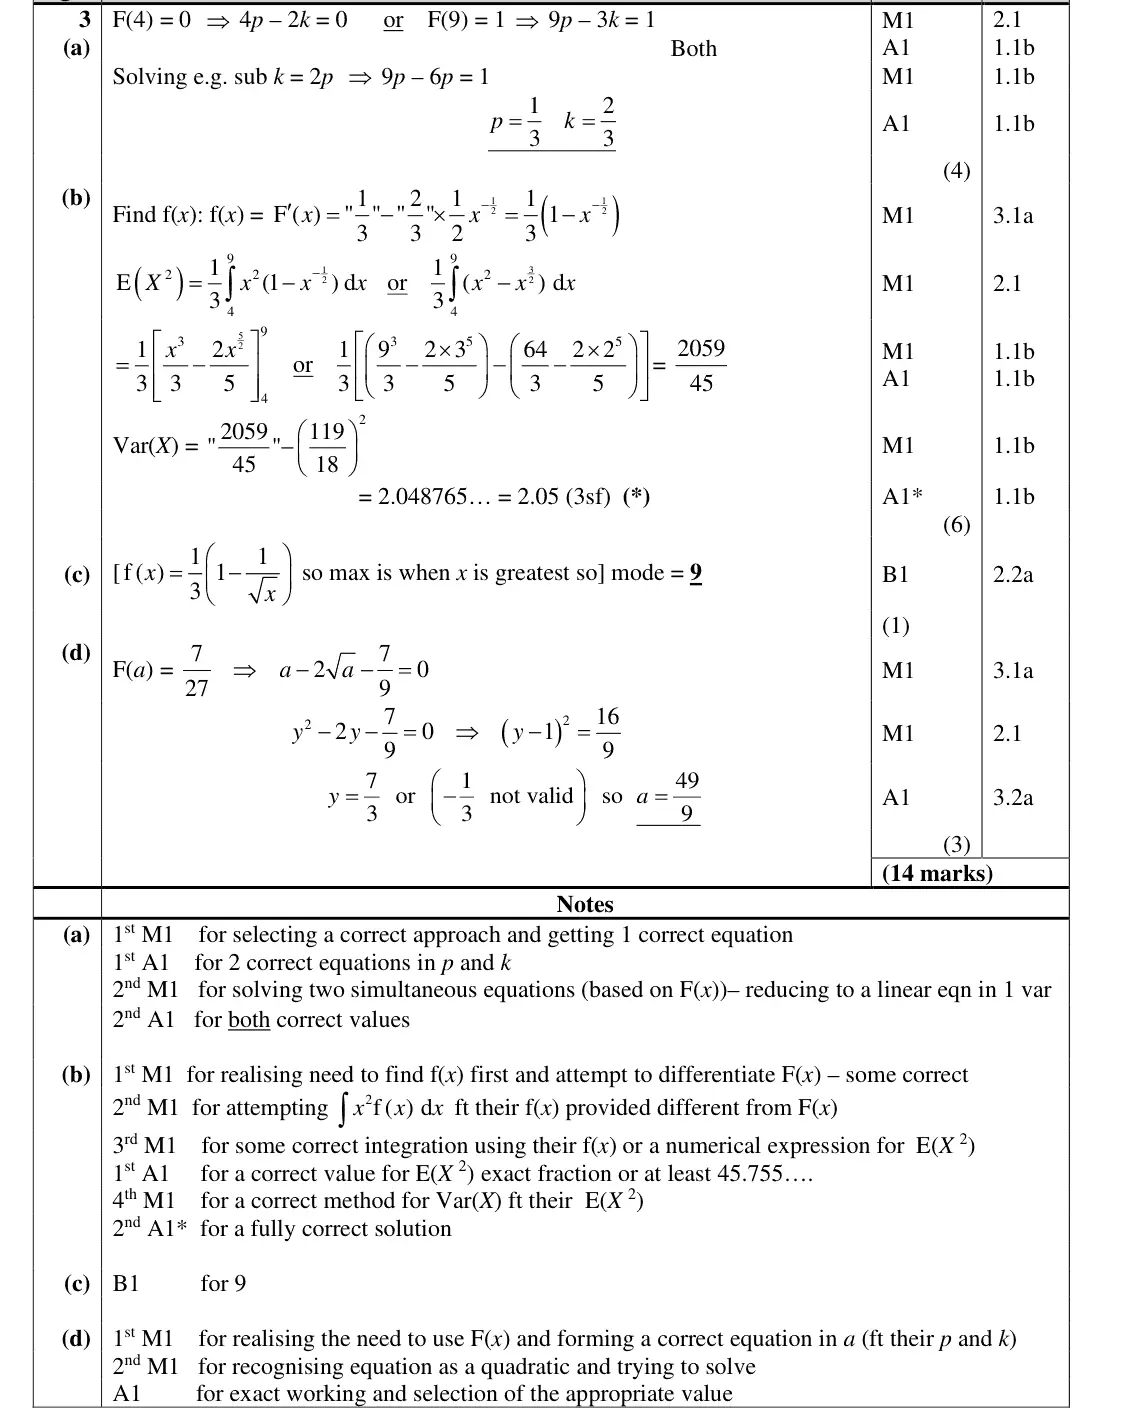 3 F(4) = 0 ⇒ 4p – 2k = 0 or F(9) = 1 ⇒ 9p – 3k = 1 M1 2.1
(a) Both A1 1.1b
Solving e.g. sub k = 2p ⇒ 9p – 6p = 1 M1 1.1b
p = 1/3 k = 2/3 A1 1.1b
(4)
(b) Find f(x): f(x) = F′(x) = "1/3"–"2/3"×1/2 x^(–1/2) = 1/3(1 – x^(–1/2)) M1 3.1a
E(X²) = 1/3 ∫₄⁹ x²(1 – x^(–1/2)) dx or 1/3 ∫₄⁹ (x² – x^(3/2)) dx M1 2.1
= 1/3 [x³/3 – 2x^(5/2)/5]₄⁹ or 1/3 [(9³/3 – 2×3⁵/5) – (64/3 – 2×2⁵/5)] = 2059/45 M1 1.1b
A1 1.1b
Var(X) = "2059/45"–(119/18)² M1 1.1b
= 2.048765… = 2.05 (3sf) (*) A1* 1.1b
(6)
(c) [f(x) = 1/3(1 – 1/√x) so max is when x is greatest so] mode = 9 B1 2.2a
(1)
(d) F(a) = 7/27 ⇒ a – 2√a – 7/9 = 0 M1 3.1a
y² – 2y – 7/9 = 0 ⇒ (y – 1)² = 16/9 M1 2.1
y = 7/3 or (–1/3 not valid) so a = 49/9 A1 3.2a
(3)
(14 marks)
Notes
(a) 1st M1 for selecting a correct approach and getting 1 correct equation
1st A1 for 2 correct equations in p and k
2nd M1 for solving two simultaneous equations (based on F(x))– reducing to a linear eqn in 1 var
2nd A1 for both correct values
(b) 1st M1 for realising need to find f(x) first and attempt to differentiate F(x) – some correct
2nd M1 for attempting ∫x²f(x) dx ft their f(x) provided different from F(x)
3rd M1 for some correct integration using their f(x) or a numerical expression for E(X²)
1st A1 for a correct value for E(X²) exact fraction or at least 45.755….
4th M1 for a correct method for Var(X) ft their E(X²)
2nd A1* for a fully correct solution
(c) B1 for 9
(d) 1st M1 for realising the need to use F(x) and forming a correct equation in a (ft their p and k)
2nd M1 for recognising equation as a quadratic and trying to solve
A1 for exact working and selection of the appropriate value